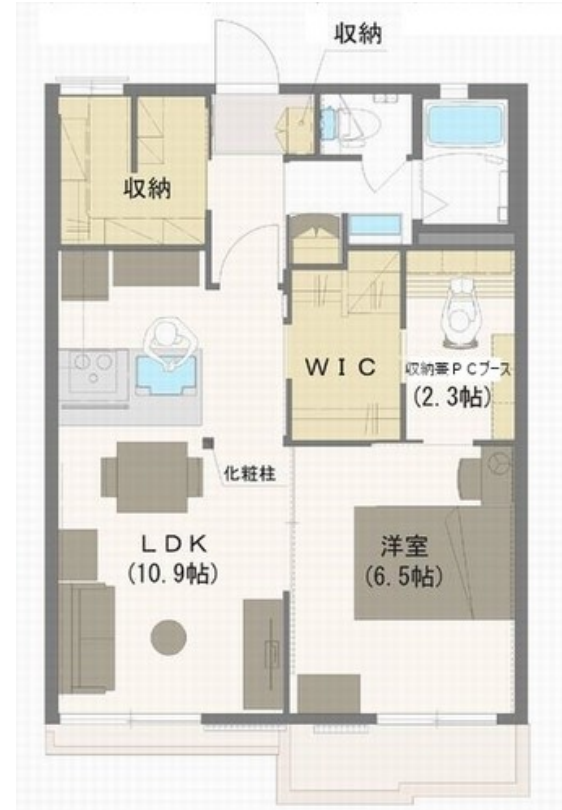 収納
収納
WIC
収納兼PCブース
(2.3帖)
化粧柱
LDK
(10.9帖)
洋室
(6.5帖)